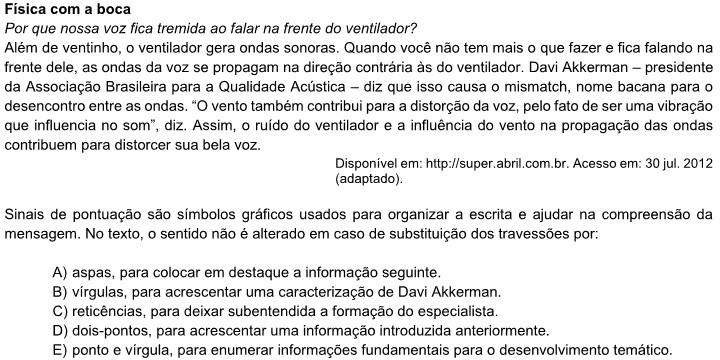 Física com a boca
Por que nossa voz fica tremida ao falar na frente do ventilador?
Além de ventinho, o ventilador gera ondas sonoras. Quando você não tem mais o que fazer e fica falando na
frente dele, as ondas da voz se propagam na direção contrária às do ventilador. Davi Akkerman – presidente
da Associação Brasileira para a Qualidade Acústica – diz que isso causa o mismatch, nome bacana para o
desencontro entre as ondas. “O vento também contribui para a distorção da voz, pelo fato de ser uma vibração
que influencia no som”, diz. Assim, o ruído do ventilador e a influência do vento na propagação das ondas
contribuem para distorcer sua bela voz.
Disponível em: http://super.abril.com.br. Acesso em: 30 jul. 2012
(adaptado).
Sinais de pontuação são símbolos gráficos usados para organizar a escrita e ajudar na compreensão da
mensagem. No texto, o sentido não é alterado em caso de substituição dos travessões por:
A) aspas, para colocar em destaque a informação seguinte.
B) vírgulas, para acrescentar uma caracterização de Davi Akkerman.
C) reticências, para deixar subentendida a formação do especialista.
D) dois-pontos, para acrescentar uma informação introduzida anteriormente.
E) ponto e vírgula, para enumerar informações fundamentais para o desenvolvimento temático.